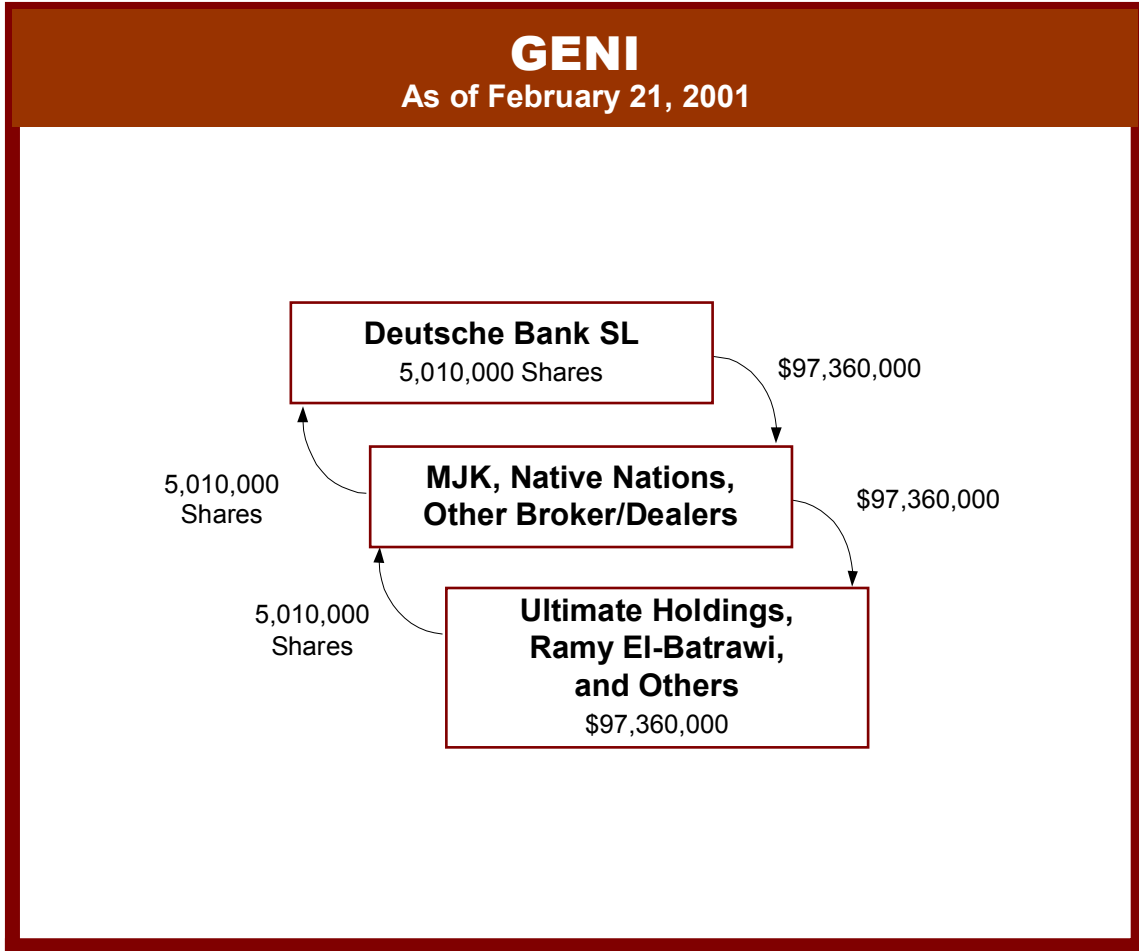 GENI
As of February 21, 2001
Deutsche Bank SL
5,010,000 Shares
$97,360,000
5,010,000
Shares
MJK, Native Nations,
Other Broker/Dealers
$97,360,000
5,010,000
Shares
Ultimate Holdings,
Ramy El-Batrawi,
and Others
$97,360,000